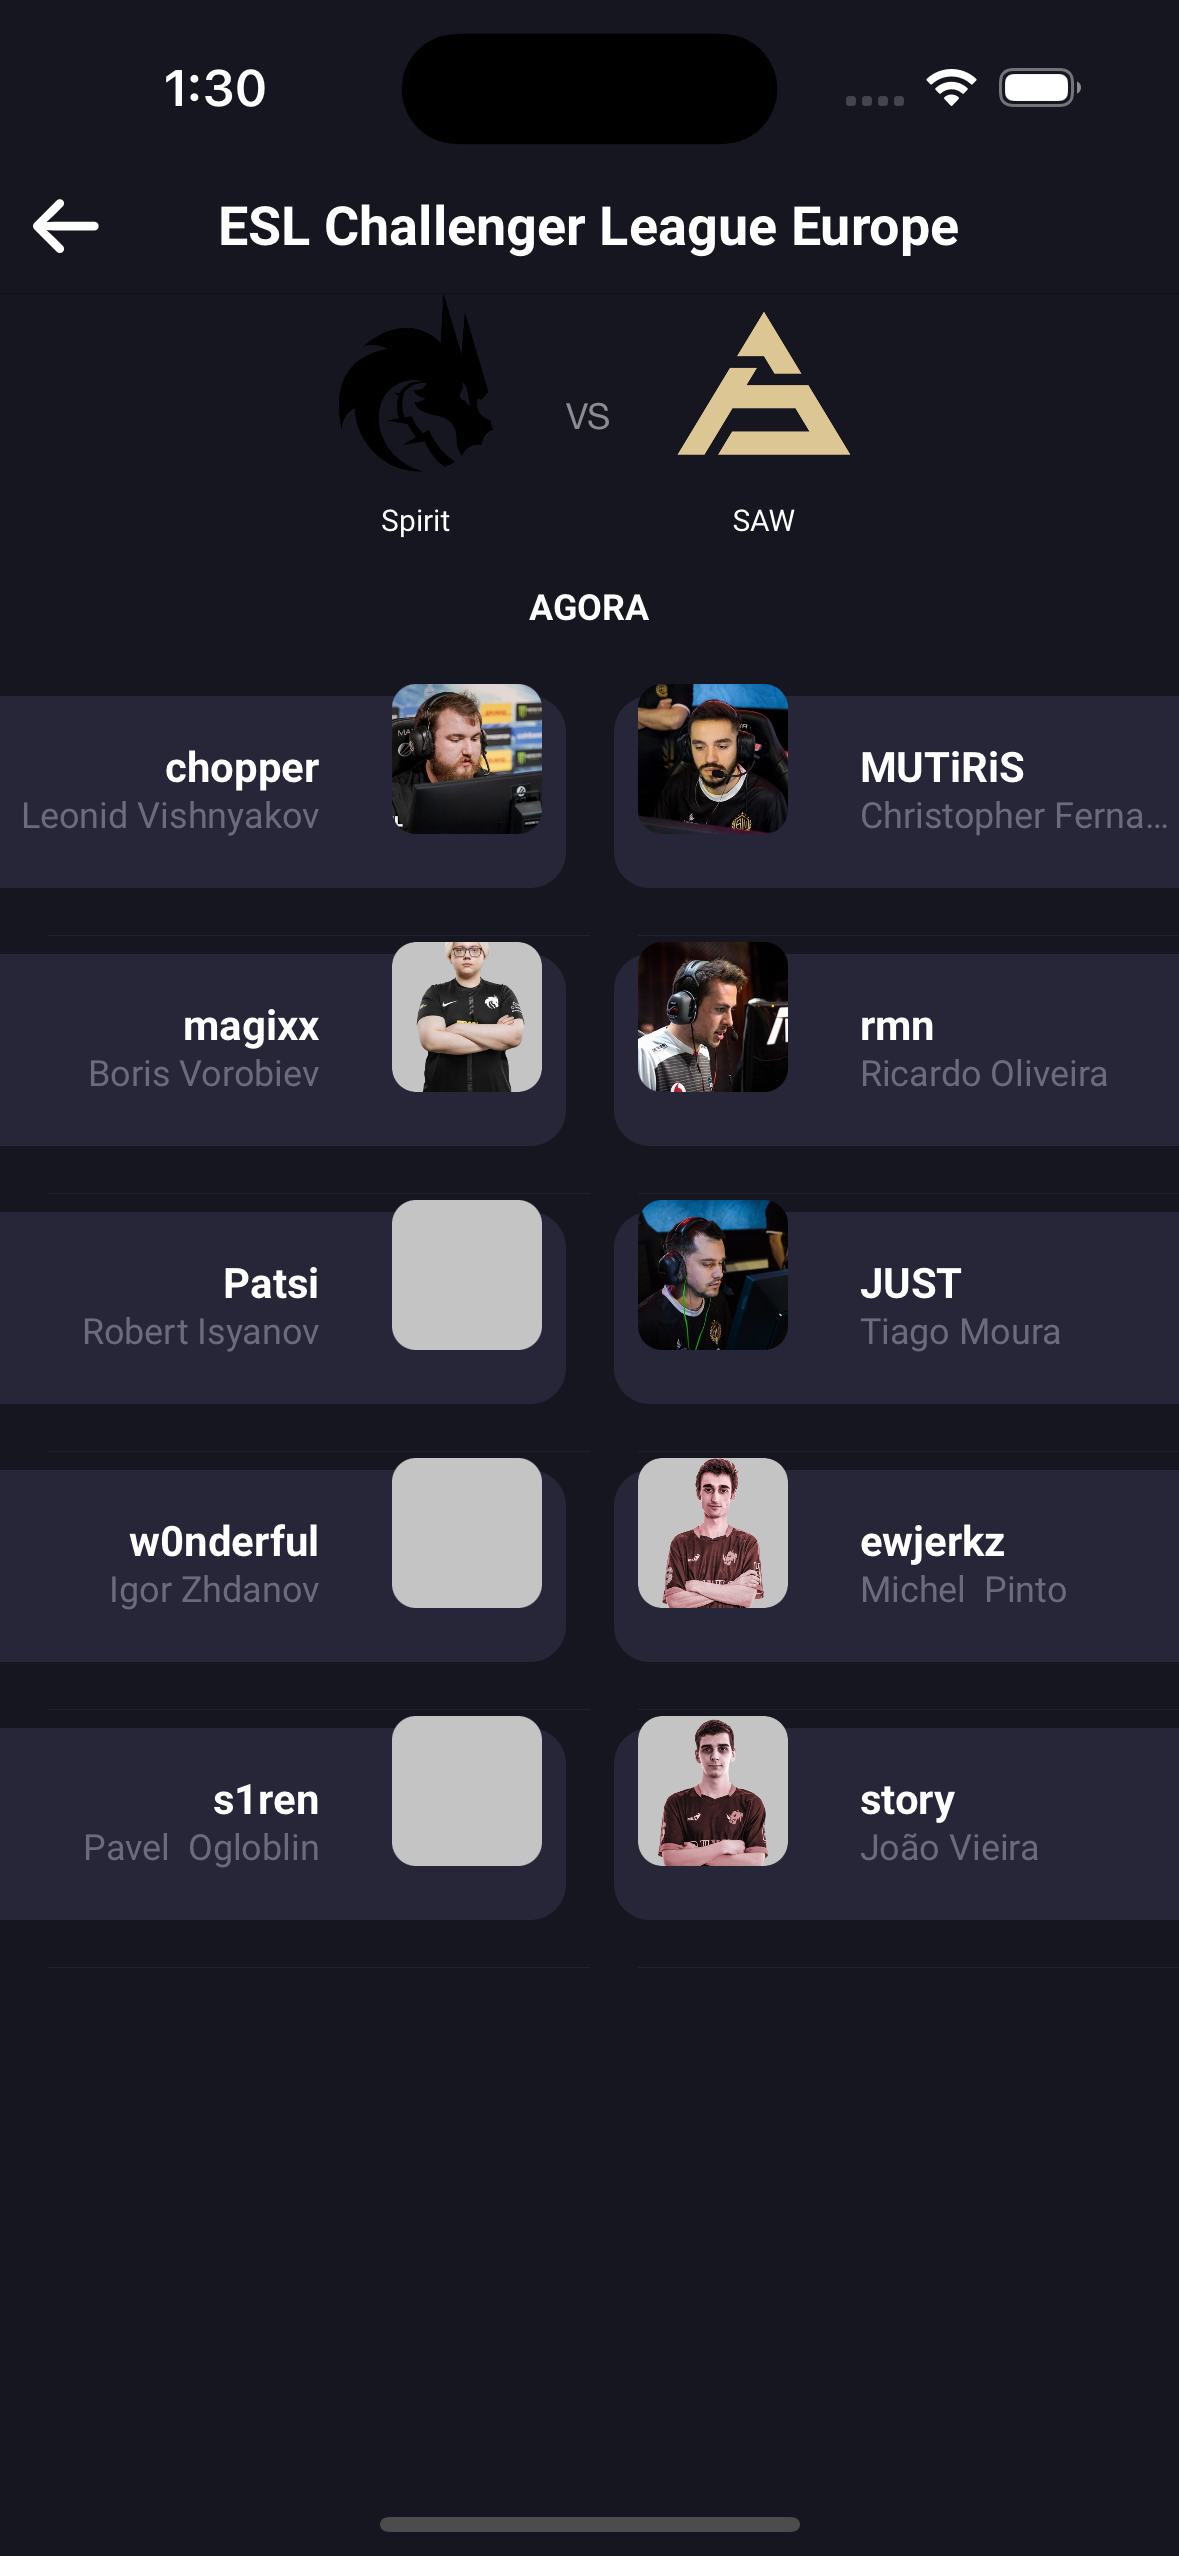 1:30
ESL Challenger League Europe
VS
Spirit
SAW
AGORA
chopper
Leonid Vishnyakov
MUTiRiS
Christopher Ferna...
magixx
Boris Vorobiev
rmn
Ricardo Oliveira
Patsi
Robert Isyanov
JUST
Tiago Moura
w0nderful
Igor Zhdanov
ewjerkz
Michel  Pinto
s1ren
Pavel  Ogloblin
story
João Vieira